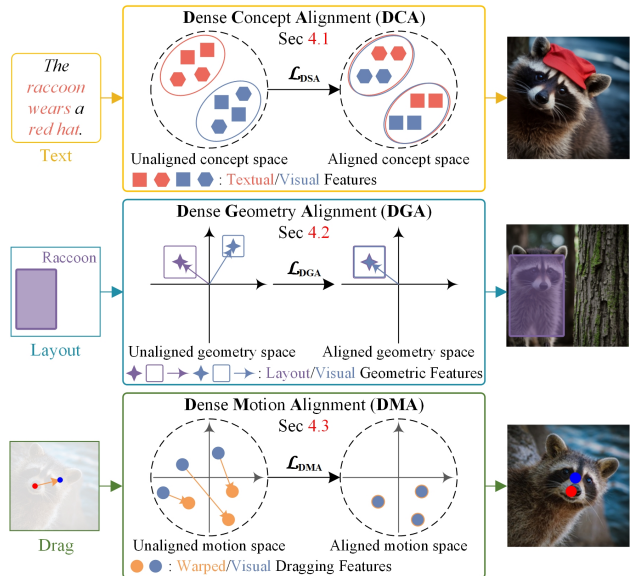 Dense Concept Alignment (DCA)
Sec 4.1
The
raccoon
wears a
red hat.
Text
ℒDSA
Unaligned concept space
Aligned concept space
: Textual/Visual Features
Dense Geometry Alignment (DGA)
Sec 4.2
Raccoon
Layout
ℒDGA
Unaligned geometry space
Aligned geometry space
: Layout/Visual Geometric Features
Dense Motion Alignment (DMA)
Sec 4.3
Drag
ℒDMA
Unaligned motion space
Aligned motion space
: Warped/Visual Dragging Features